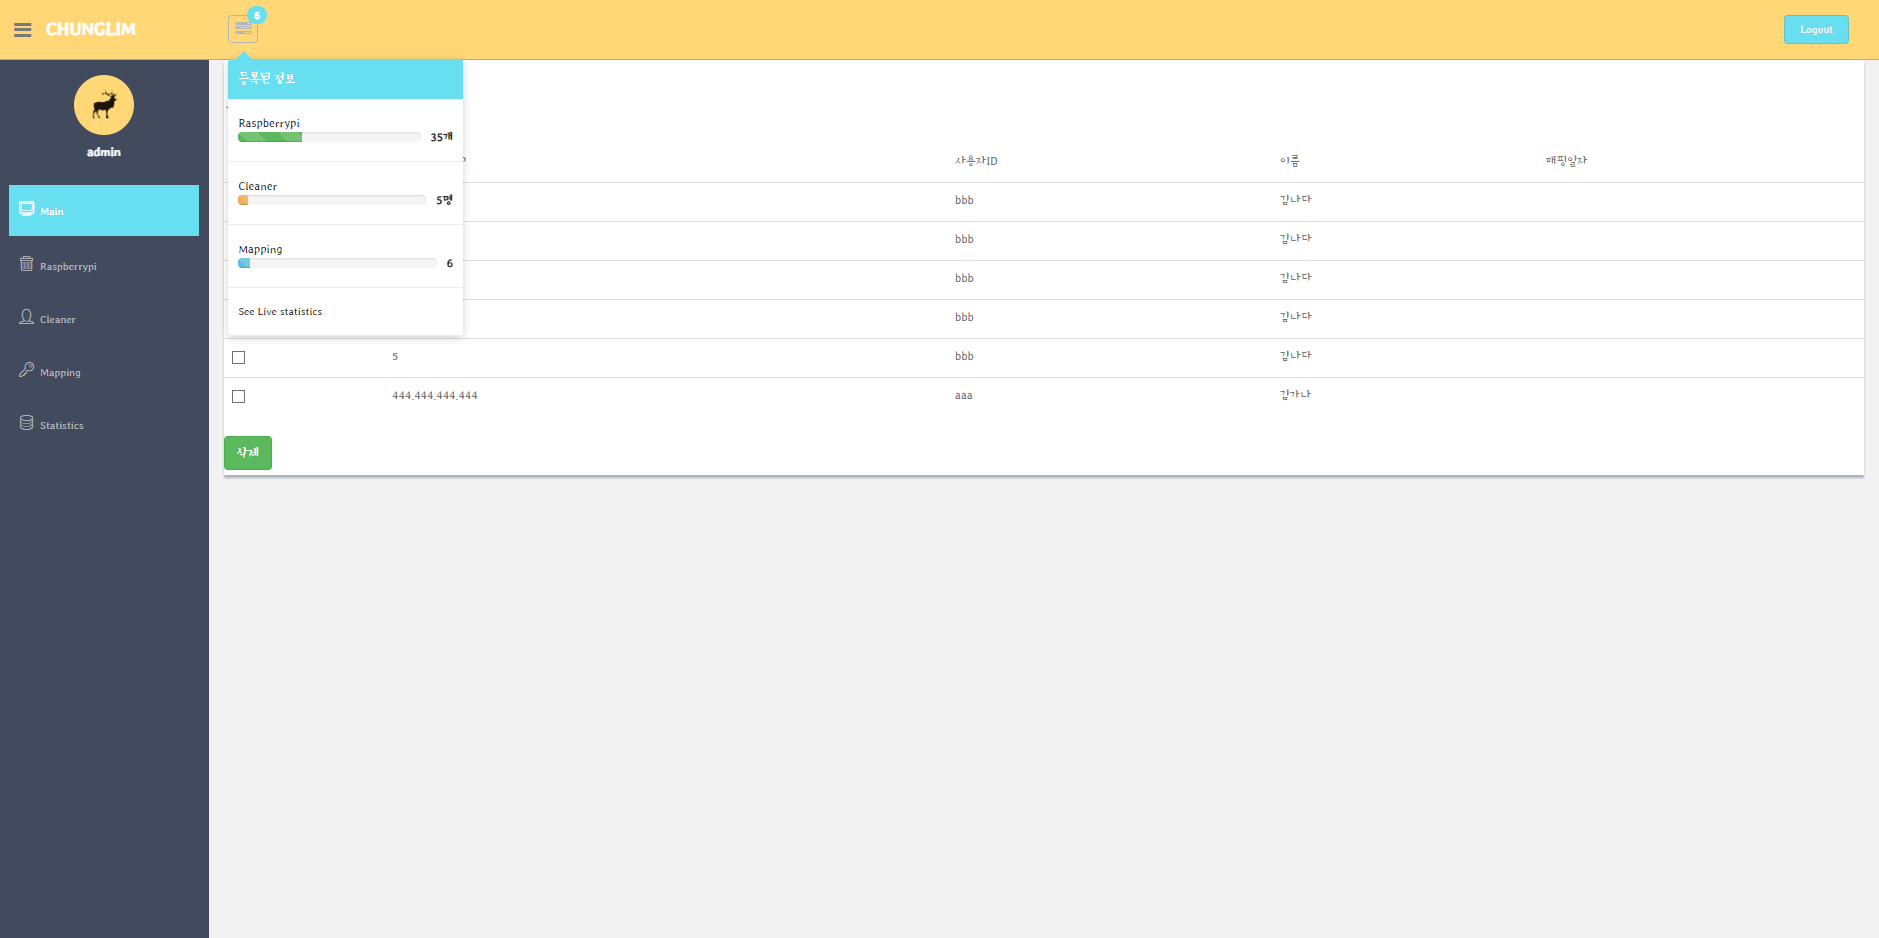 CHUNGLIM
6
Logout
admin
Main
Raspberrypi
Cleaner
Mapping
Statistics
등록된 정보
Raspberrypi
35개
Cleaner
5명
Mapping
6
See Live statistics
사용자ID 이름 매핑일자
bbb 김나다
bbb 김나다
bbb 김나다
bbb 김나다
5 bbb 김나다
444.444.444.444 aaa 김가나
삭제